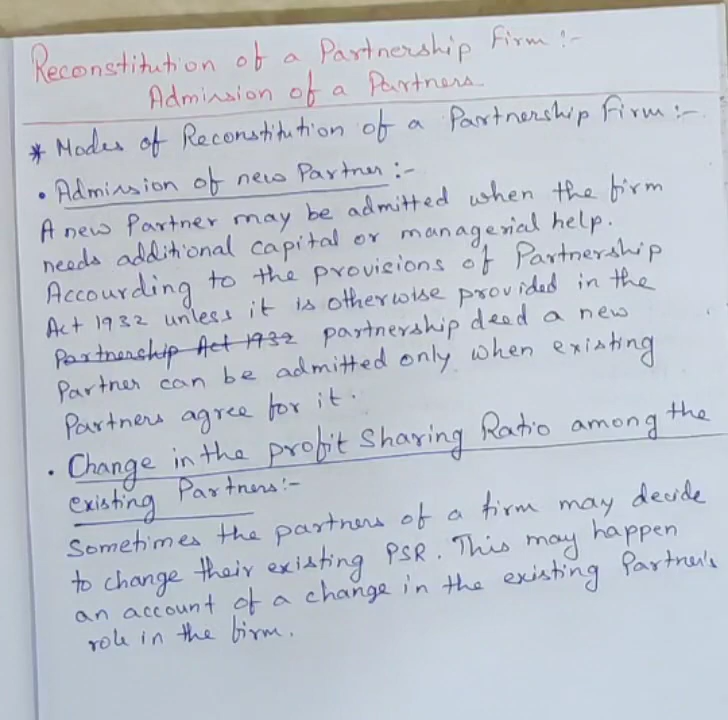 Reconstitution of a Partnership Firm :-
Admission of a Partners
* Modes of Reconstitution of a Partnership Firm :-
• Admission of new Partner :-
A new Partner may be admitted when the firm
needs additional capital or managerial help.
Accourding to the provisions of Partnership
Act 1932 unless it is otherwise provided in the
Partnership Act 1932 partnership deed a new
Partner can be admitted only when existing
Partners agree for it.
• Change in the profit Sharing Ratio among the
existing Partners :-
Sometimes the partners of a firm may decide
to change their existing PSR. This may happen
an account of a change in the existing Partner's
role in the firm.